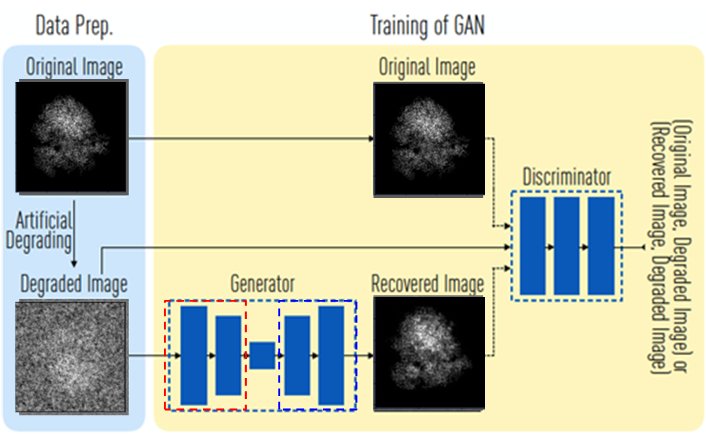 Data Prep.
Training of GAN
Original Image
Original Image
Artificial
Degrading
Discriminator
Degraded Image
Generator
Recovered Image
(Original Image, Degraded Image) or
(Recovered Image, Degraded Image)